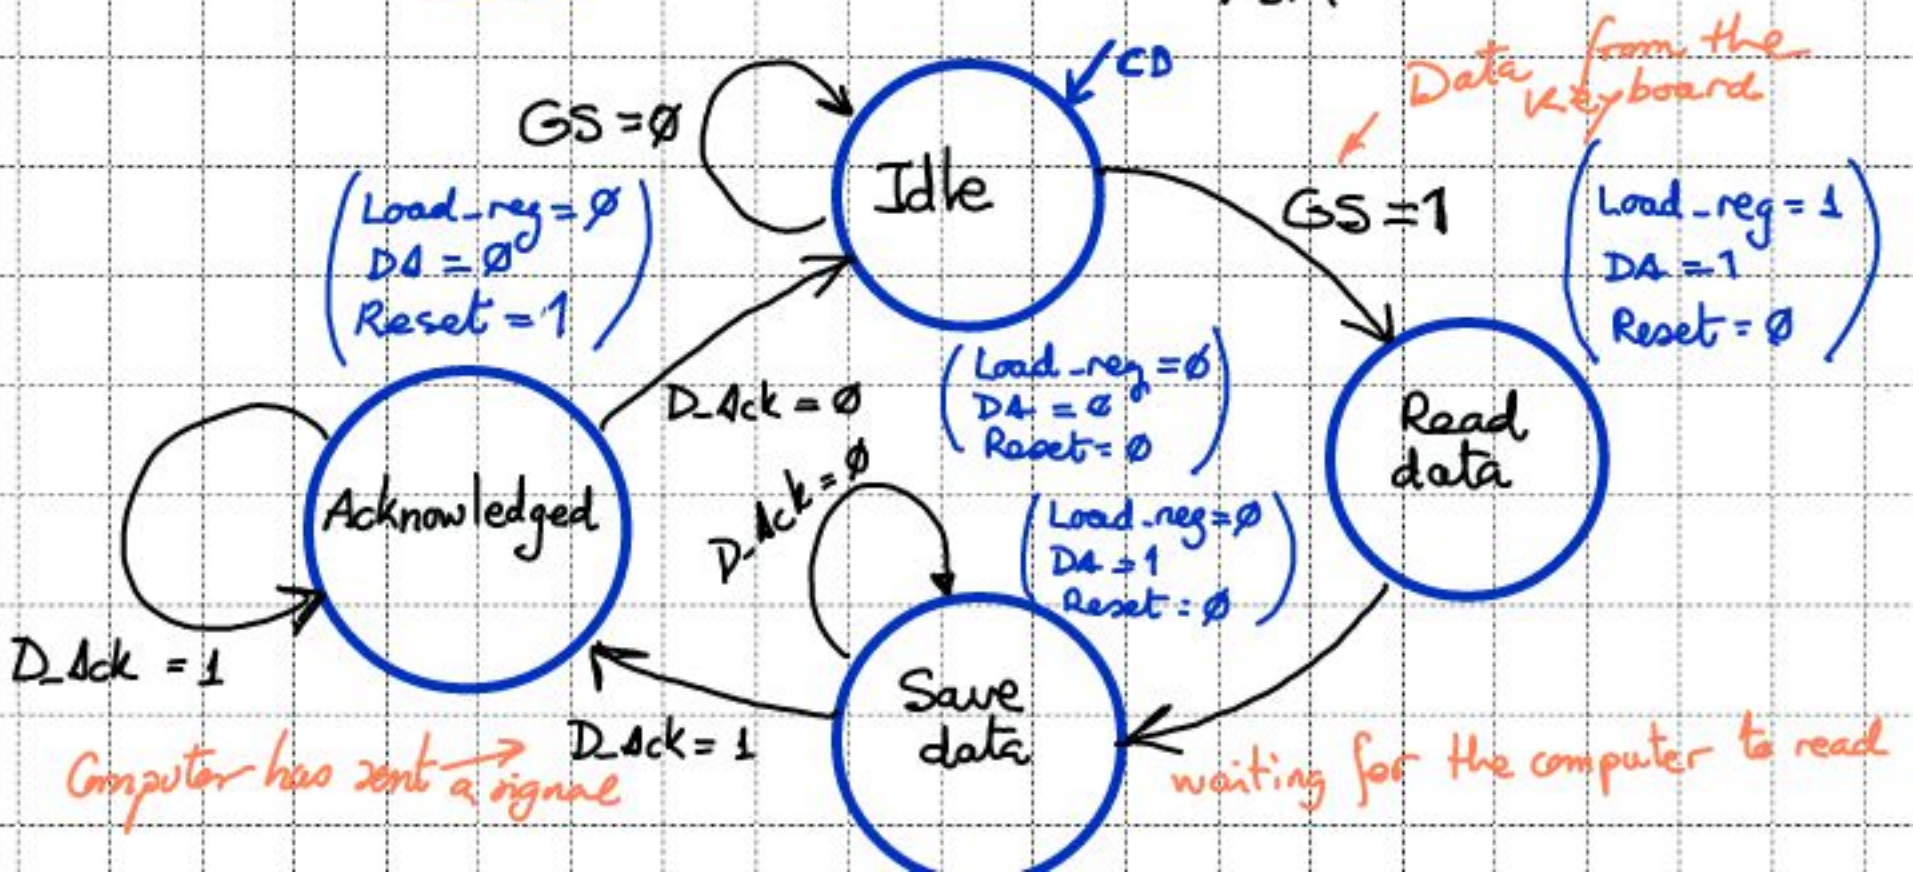 CD
Data from the
keyboard
GS = 0
Idle
GS = 1
Load_reg = 0
DA = 0
Reset = 1
Load_reg = 1
DA = 1
Reset = 0
Load_reg = 0
DA = 0
Reset = 0
D_Ack = 0
Read
data
Acknowledged
D_Ack = 0
Load_reg = 0
DA = 1
Reset = 0
D_Ack = 1
Save
data
D_Ack = 1
Computer has sent a signal
waiting for the computer to read